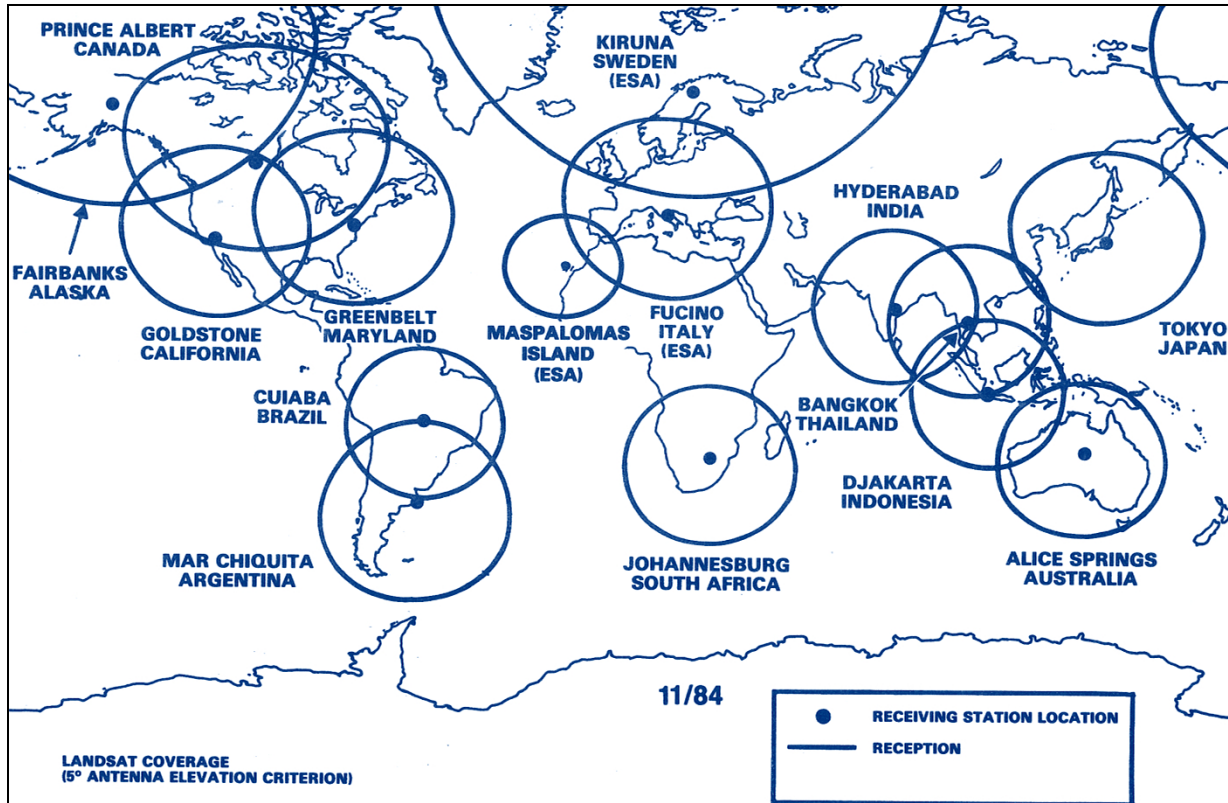 PRINCE ALBERT
CANADA
KIRUNA
SWEDEN
(ESA)
HYDERABAD
INDIA
FAIRBANKS
ALASKA
GOLDSTONE
CALIFORNIA
GREENBELT
MARYLAND
MASPALOMAS
ISLAND
(ESA)
FUCINO
ITALY
(ESA)
TOKYO
JAPAN
CUIABA
BRAZIL
BANGKOK
THAILAND
DJAKARTA
INDONESIA
MAR CHIQUITA
ARGENTINA
JOHANNESBURG
SOUTH AFRICA
ALICE SPRINGS
AUSTRALIA
11/84
RECEIVING STATION LOCATION
RECEPTION
LANDSAT COVERAGE
(5° ANTENNA ELEVATION CRITERION)